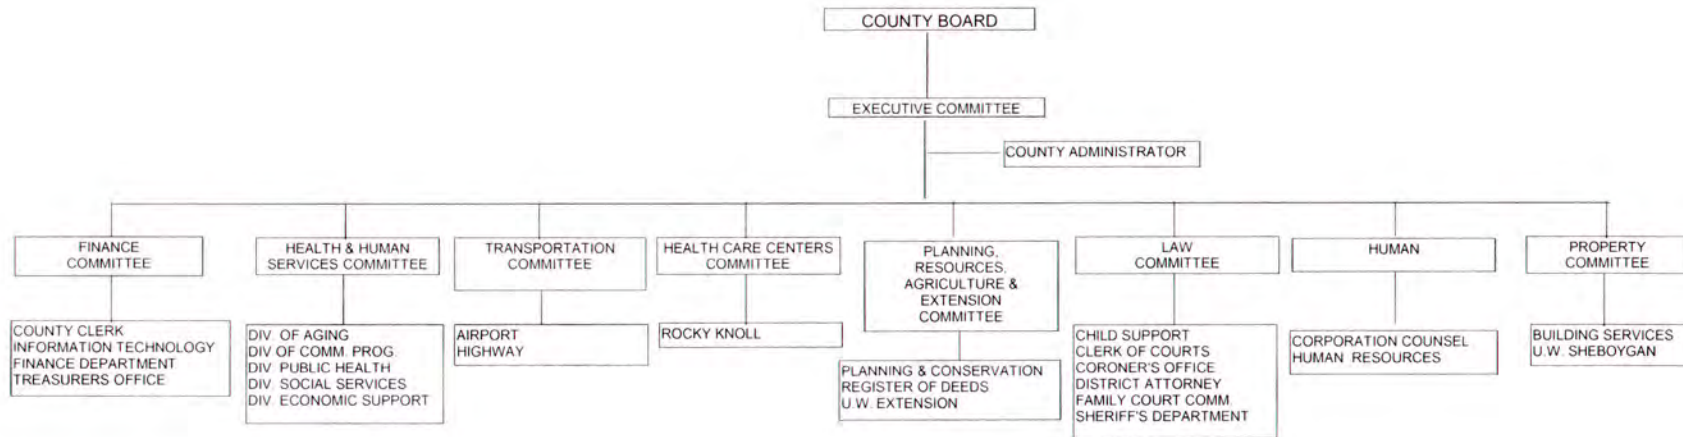 COUNTY BOARD
EXECUTIVE COMMITTEE
COUNTY ADMINISTRATOR
FINANCE
COMMITTEE
HEALTH & HUMAN
SERVICES COMMITTEE
TRANSPORTATION
COMMITTEE
HEALTH CARE CENTERS
COMMITTEE
PLANNING,
RESOURCES,
AGRICULTURE &
EXTENSION
COMMITTEE
LAW
COMMITTEE
HUMAN
PROPERTY
COMMITTEE
COUNTY CLERK
INFORMATION TECHNOLOGY
FINANCE DEPARTMENT
TREASURERS OFFICE
DIV. OF AGING
DIV OF COMM. PROG.
DIV. PUBLIC HEALTH
DIV. SOCIAL SERVICES
DIV. ECONOMIC SUPPORT
AIRPORT
HIGHWAY
ROCKY KNOLL
PLANNING & CONSERVATION
REGISTER OF DEEDS
U.W. EXTENSION
CHILD SUPPORT
CLERK OF COURTS
CORONER'S OFFICE
DISTRICT ATTORNEY
FAMILY COURT COMM.
SHERIFF'S DEPARTMENT
CORPORATION COUNSEL
HUMAN RESOURCES
BUILDING SERVICES
U.W. SHEBOYGAN